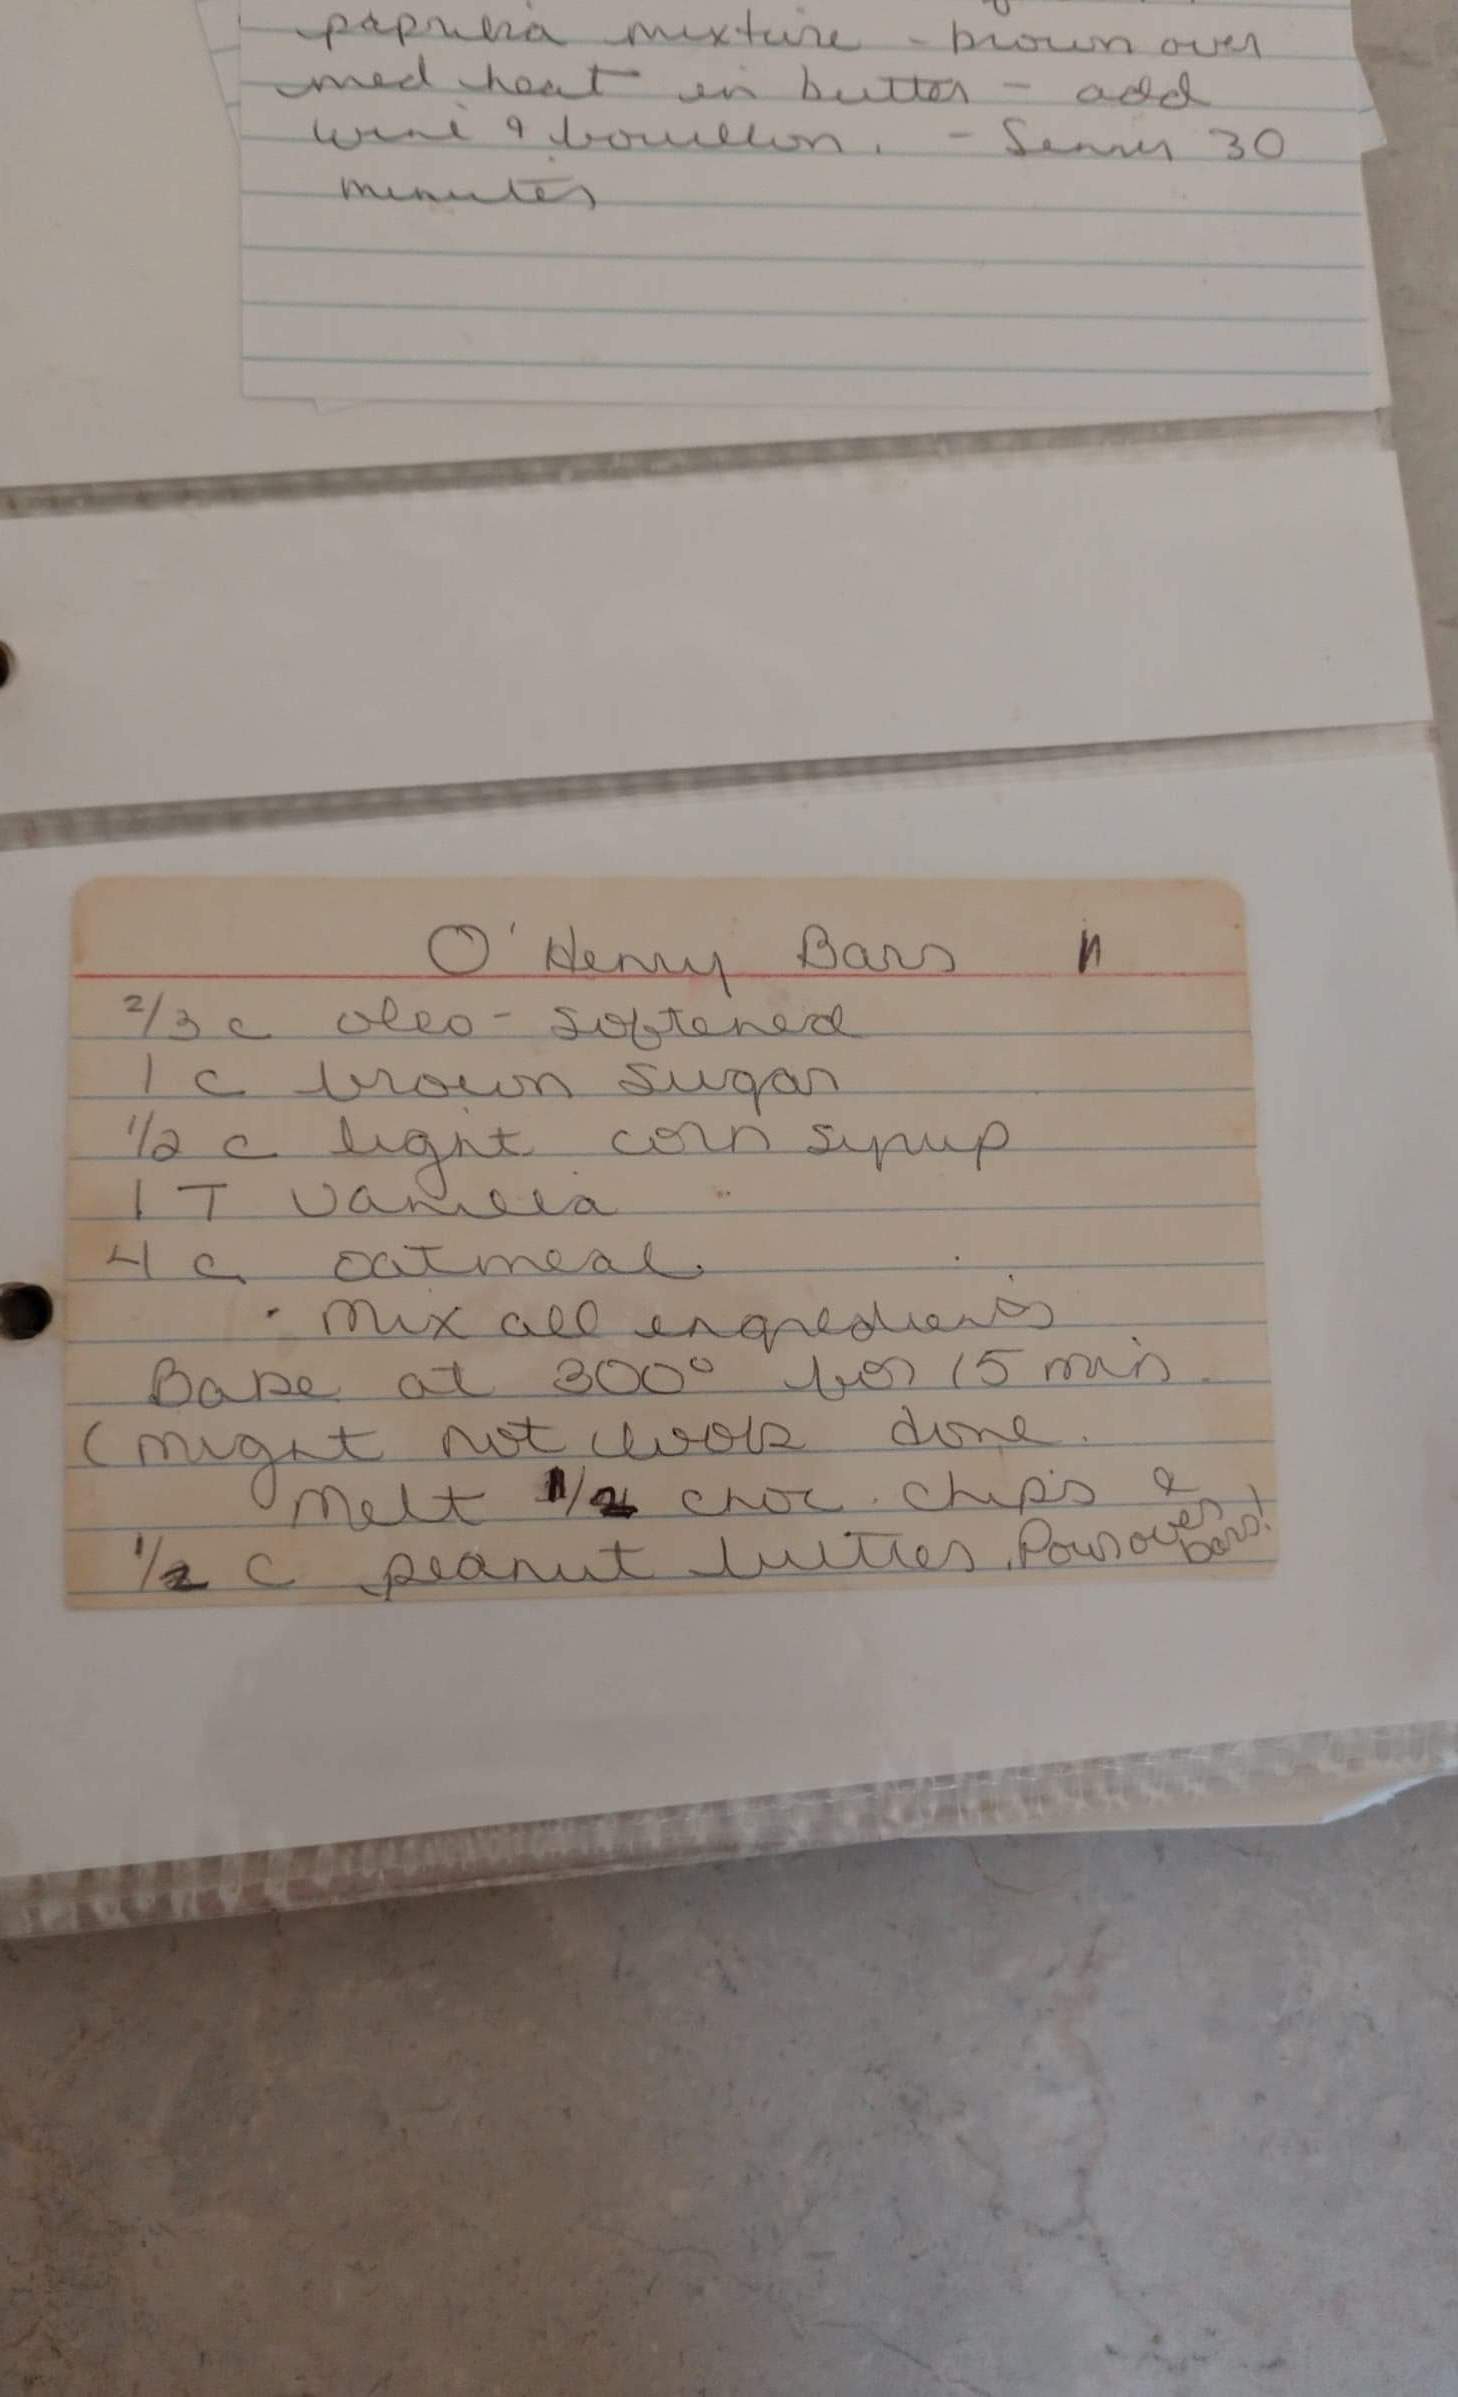 paprika mixture - brown over
med heat in butter - add
wine & bouillon. - Simmer 30
minutes
O'Henry Bars
2/3 c oleo - softened
1 c brown sugar
1/2 c light corn syrup
1 T vanilla
4 c oatmeal.
· Mix all ingredients
Bake at 300° for 15 min.
(might not look done.
Melt 1/2 choc. chips &
1/2 c peanut butter. Pour over
bars!